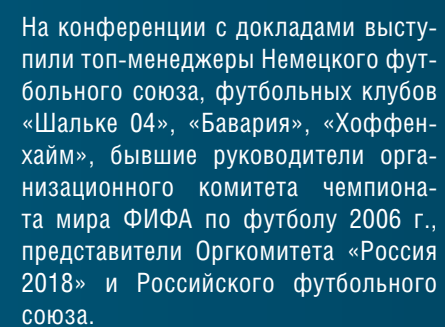 На конференции с докладами высту-
пили топ-менеджеры Немецкого фут-
больного союза, футбольных клубов
«Шальке 04», «Бавария», «Хоффен-
хайм», бывшие руководители орга-
низационного комитета чемпиона-
та мира ФИФА по футболу 2006 г.,
представители Оргкомитета «Россия
2018» и Российского футбольного
союза.